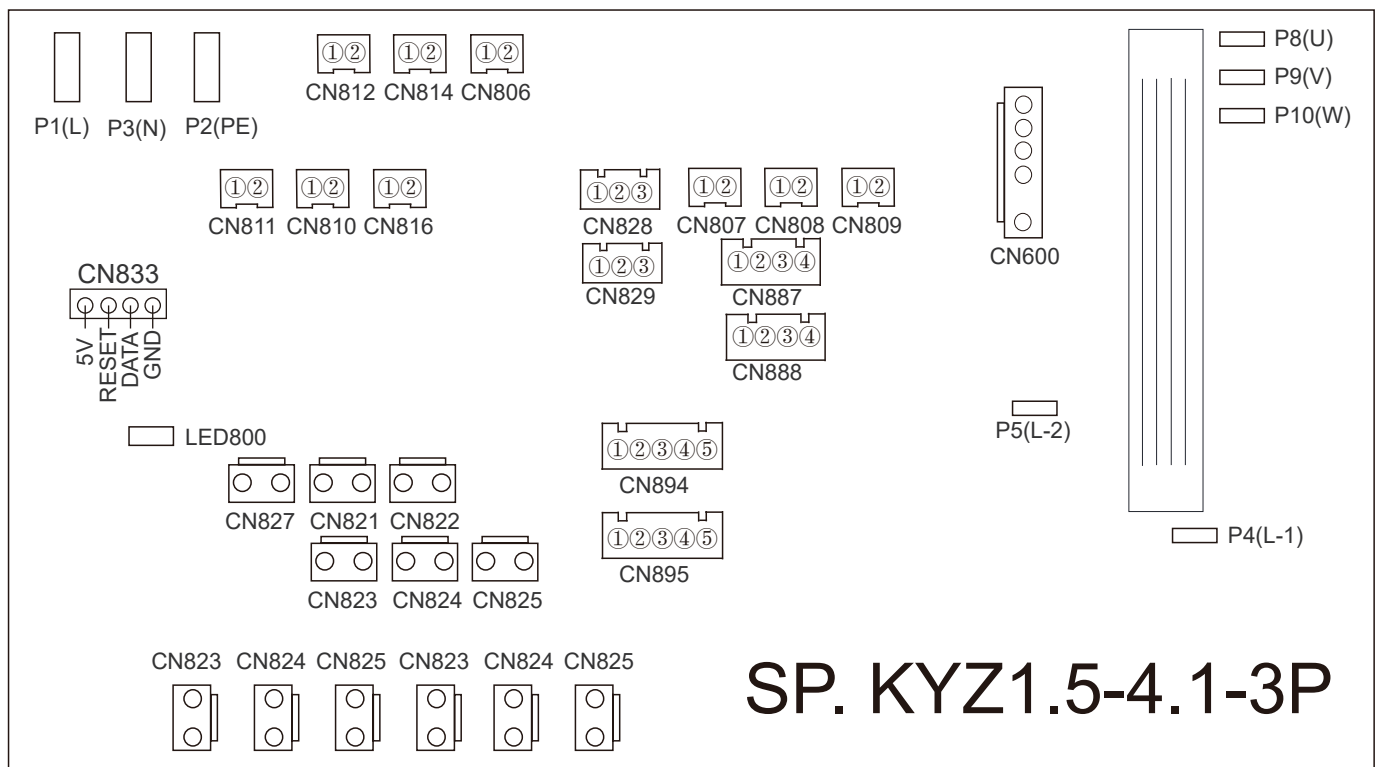 P8(U)
①② ①② ①②
P9(V)
CN812 CN814 CN806
P10(W)
P1(L) P3(N) P2(PE)
①② ①② ①② ①②③ ①② ①② ①②
CN811 CN810 CN816 CN828 CN807 CN808 CN809
CN600
①②③ ①②③④
CN833
CN829 CN887
5V
RESET
DATA
GND
①②③④
CN888
P5(L-2)
LED800
①②③④⑤
CN894
CN827 CN821 CN822
P4(L-1)
①②③④⑤
CN895
CN823 CN824 CN825
CN823 CN824 CN825 CN823 CN824 CN825
SP. KYZ1.5-4.1-3P